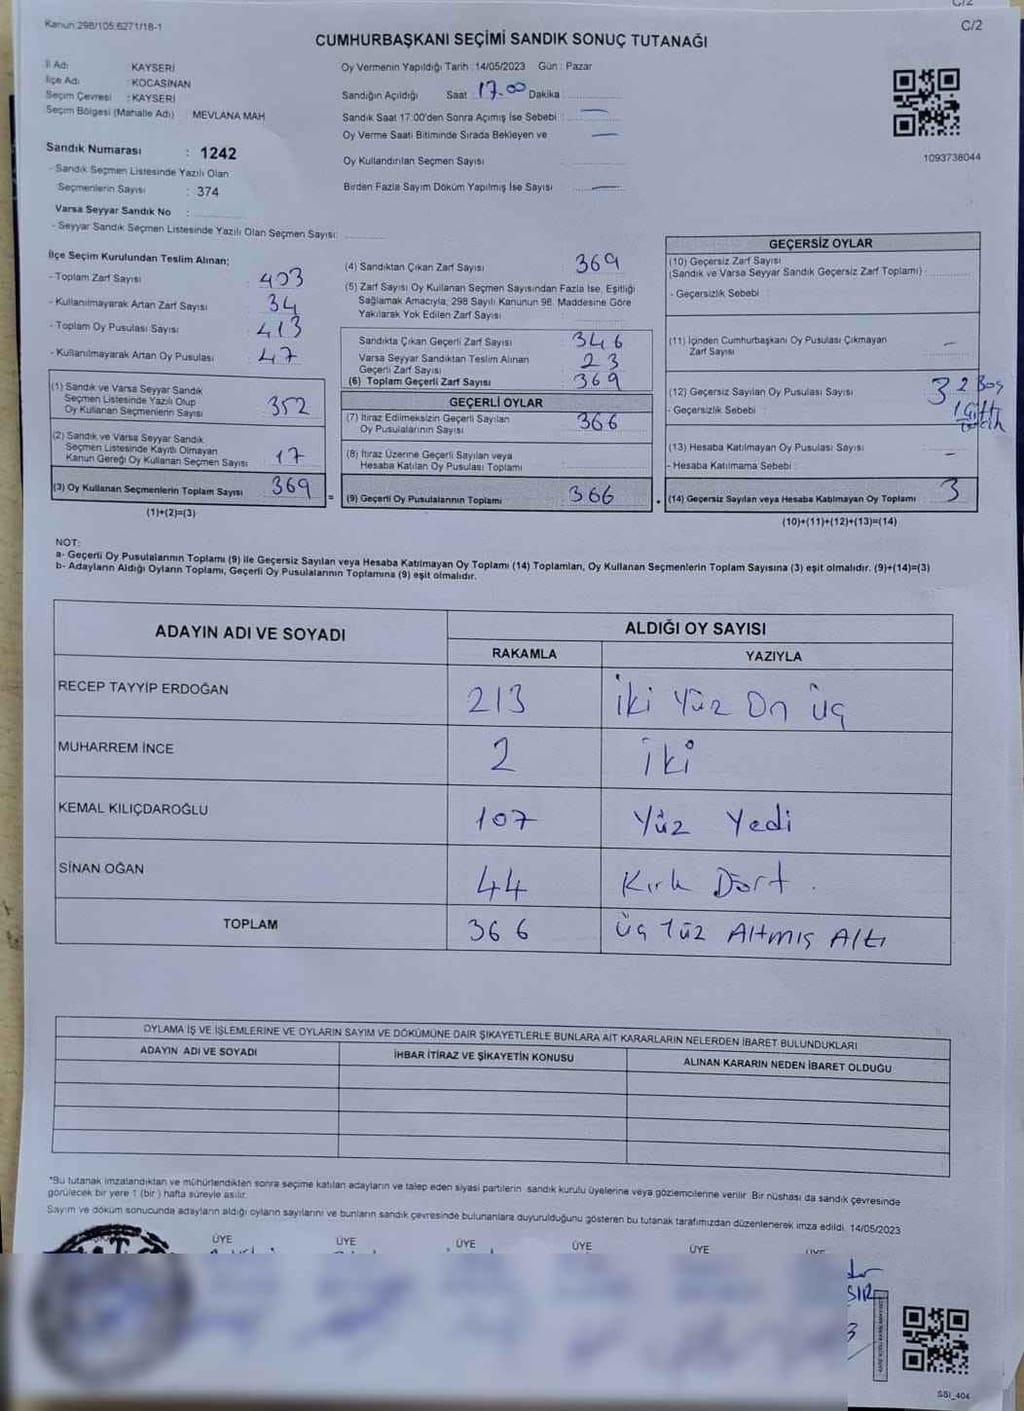 C/2
Kanun:298/105;6271/18-1
C/2
CUMHURBAŞKANI SEÇİMİ SANDIK SONUÇ TUTANAĞI
İl Adı : KAYSERİ
İlçe Adı : KOCASİNAN
Seçim Çevresi : KAYSERİ
Seçim Bölgesi (Mahalle Adı) : MEVLANA MAH
Sandık Numarası : 1242
- Sandık Seçmen Listesinde Yazılı Olan
Seçmenlerin Sayısı : 374
Varsa Seyyar Sandık No :
- Seyyar Sandık Seçmen Listesinde Yazılı Olan Seçmen Sayısı:
Oy Vermenin Yapıldığı Tarih : 14/05/2023 Gün : Pazar
Sandığın Açıldığı Saat 17.00 Dakika
Sandık Saat 17.00'den Sonra Açımış İse Sebebi : —
Oy Verme Saati Bitiminde Sırada Bekleyen ve —
Oy Kullandırılan Seçmen Sayısı
Birden Fazla Sayım Döküm Yapılmış İse Sayısı —
1093738044
İlçe Seçim Kurulundan Teslim Alınan;
- Toplam Zarf Sayısı : 403
- Kullanılmayarak Artan Zarf Sayısı : 34
- Toplam Oy Pusulası Sayısı : 413
- Kullanılmayarak Artan Oy Pusulası : 47
(1) Sandık ve Varsa Seyyar Sandık
Seçmen Listesinde Yazılı Olup
Oy Kullanan Seçmenlerin Sayısı 352
(2) Sandık ve Varsa Seyyar Sandık
Seçmen Listesinde Kayıtlı Olmayan
Kanun Gereği Oy Kullanan Seçmen Sayısı 17
(3) Oy Kullanan Seçmenlerin Toplam Sayısı 369
(1)+(2)=(3)
=
(4) Sandıktan Çıkan Zarf Sayısı 369
(5) Zarf Sayısı Oy Kullanan Seçmen Sayısından Fazla İse, Eşitliği
Sağlamak Amacıyla, 298 Sayılı Kanunun 98. Maddesine Göre
Yakılarak Yok Edilen Zarf Sayısı
Sandıkta Çıkan Geçerli Zarf Sayısı 346
Varsa Seyyar Sandıktan Teslim Alınan
Geçerli Zarf Sayısı 23
(6) Toplam Geçerli Zarf Sayısı 369
GEÇERLİ OYLAR
(7) İtiraz Edilmeksizin Geçerli Sayılan
Oy Pusulalarının Sayısı 366
(8) İtiraz Üzerine Geçerli Sayılan veya
Hesaba Katılan Oy Pusulası Toplamı
(9) Geçerli Oy Pusulalarının Toplamı 366
GEÇERSİZ OYLAR
(10) Geçersiz Zarf Sayısı
(Sandık ve Varsa Seyyar Sandık Geçersiz Zarf Toplamı) :
- Geçersizlik Sebebi :
(11) İçinden Cumhurbaşkanı Oy Pusulası Çıkmayan
Zarf Sayısı —
(12) Geçersiz Sayılan Oy Pusulası Sayısı 3 2 Boş
- Geçersizlik Sebebi : 1 Çift
(13) Hesaba Katılmayan Oy Pusulası Sayısı —
- Hesaba Katılmama Sebebi :
(14) Geçersiz Sayılan veya Hesaba Katılmayan Oy Toplamı 3
(10)+(11)+(12)+(13)=(14)
NOT:
a- Geçerli Oy Pusulalarının Toplamı (9) ile Geçersiz Sayılan veya Hesaba Katılmayan Oy Toplamı (14) Toplamları, Oy Kullanan Seçmenlerin Toplam Sayısına (3) eşit olmalıdır. (9)+(14)=(3)
b- Adayların Aldığı Oyların Toplamı, Geçerli Oy Pusulalarının Toplamına (9) eşit olmalıdır.
ADAYIN ADI VE SOYADI ALDIĞI OY SAYISI
RAKAMLA YAZIYLA
RECEP TAYYİP ERDOĞAN 213 İki Yüz On üç
MUHARREM İNCE 2 İki
KEMAL KILIÇDAROĞLU 107 Yüz Yedi
SİNAN OĞAN 44 Kırk Dört .
TOPLAM 366 üç Yüz Altmış Altı
OYLAMA İŞ VE İŞLEMLERİNE VE OYLARIN SAYIM VE DÖKÜMÜNE DAİR ŞİKAYETLERLE BUNLARA AİT KARARLARIN NELERDEN İBARET BULUNDUKLARI
ADAYIN ADI VE SOYADI İHBAR İTİRAZ VE ŞİKAYETİN KONUSU ALINAN KARARIN NEDEN İBARET OLDUĞU
"Bu tutanak imzalandıktan ve mühürlendikten sonra seçime katılan adayların ve talep eden siyasi partilerin sandık kurulu üyelerine veya gözlemcilerine verilir. Bir nüshası da sandık çevresinde
görülecek bir yere 1 (bir) hafta süreyle asılır.
Sayım ve döküm sonucunda adayların aldığı oyların sayılarını ve bunların sandık çevresinde bulunanlara duyurulduğunu gösteren bu tutanak tarafımızdan düzenlenerek imza edildi. 14/05/2023
ÜYE ÜYE ÜYE ÜYE ÜYE
SSI_404